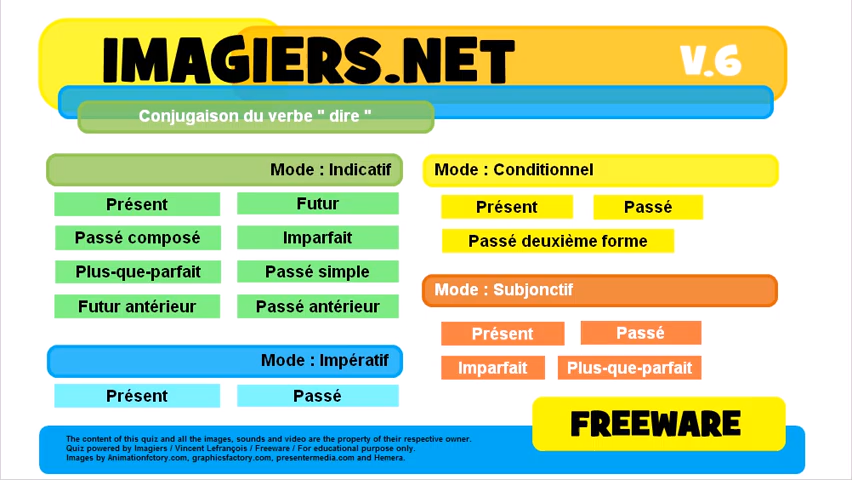 IMAGIERS.NET
V.6
Conjugaison du verbe " dire "
Mode : Indicatif
Présent
Futur
Passé composé
Imparfait
Plus-que-parfait
Passé simple
Futur antérieur
Passé antérieur
Mode : Impératif
Présent
Passé
Mode : Conditionnel
Présent
Passé
Passé deuxième forme
Mode : Subjonctif
Présent
Passé
Imparfait
Plus-que-parfait
FREEWARE
The content of this quiz and all the images, sounds and video are the property of their respective owner.
Quiz powered by Imagiers / Vincent Lefrançois / Freeware / For educational purpose only.
Images by Animationfctory.com, graphicsfactory.com, presentermedia.com and Hemera.